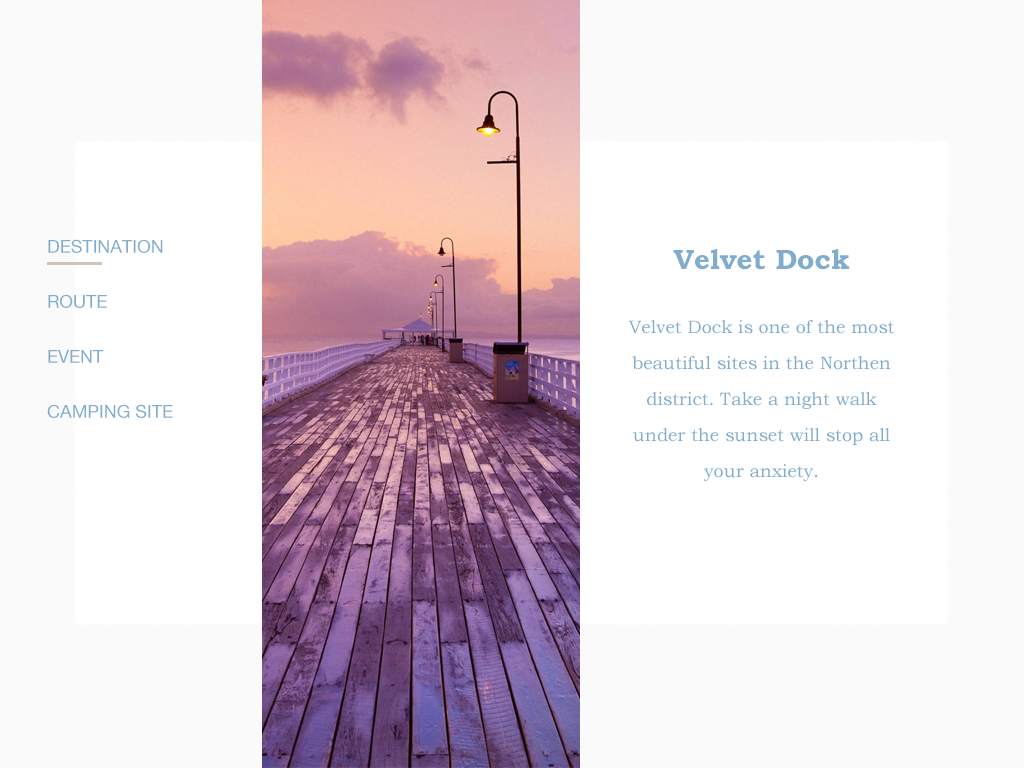 DESTINATION
ROUTE
EVENT
CAMPING SITE
Velvet Dock
Velvet Dock is one of the most
beautiful sites in the Northen
district. Take a night walk
under the sunset will stop all
your anxiety.